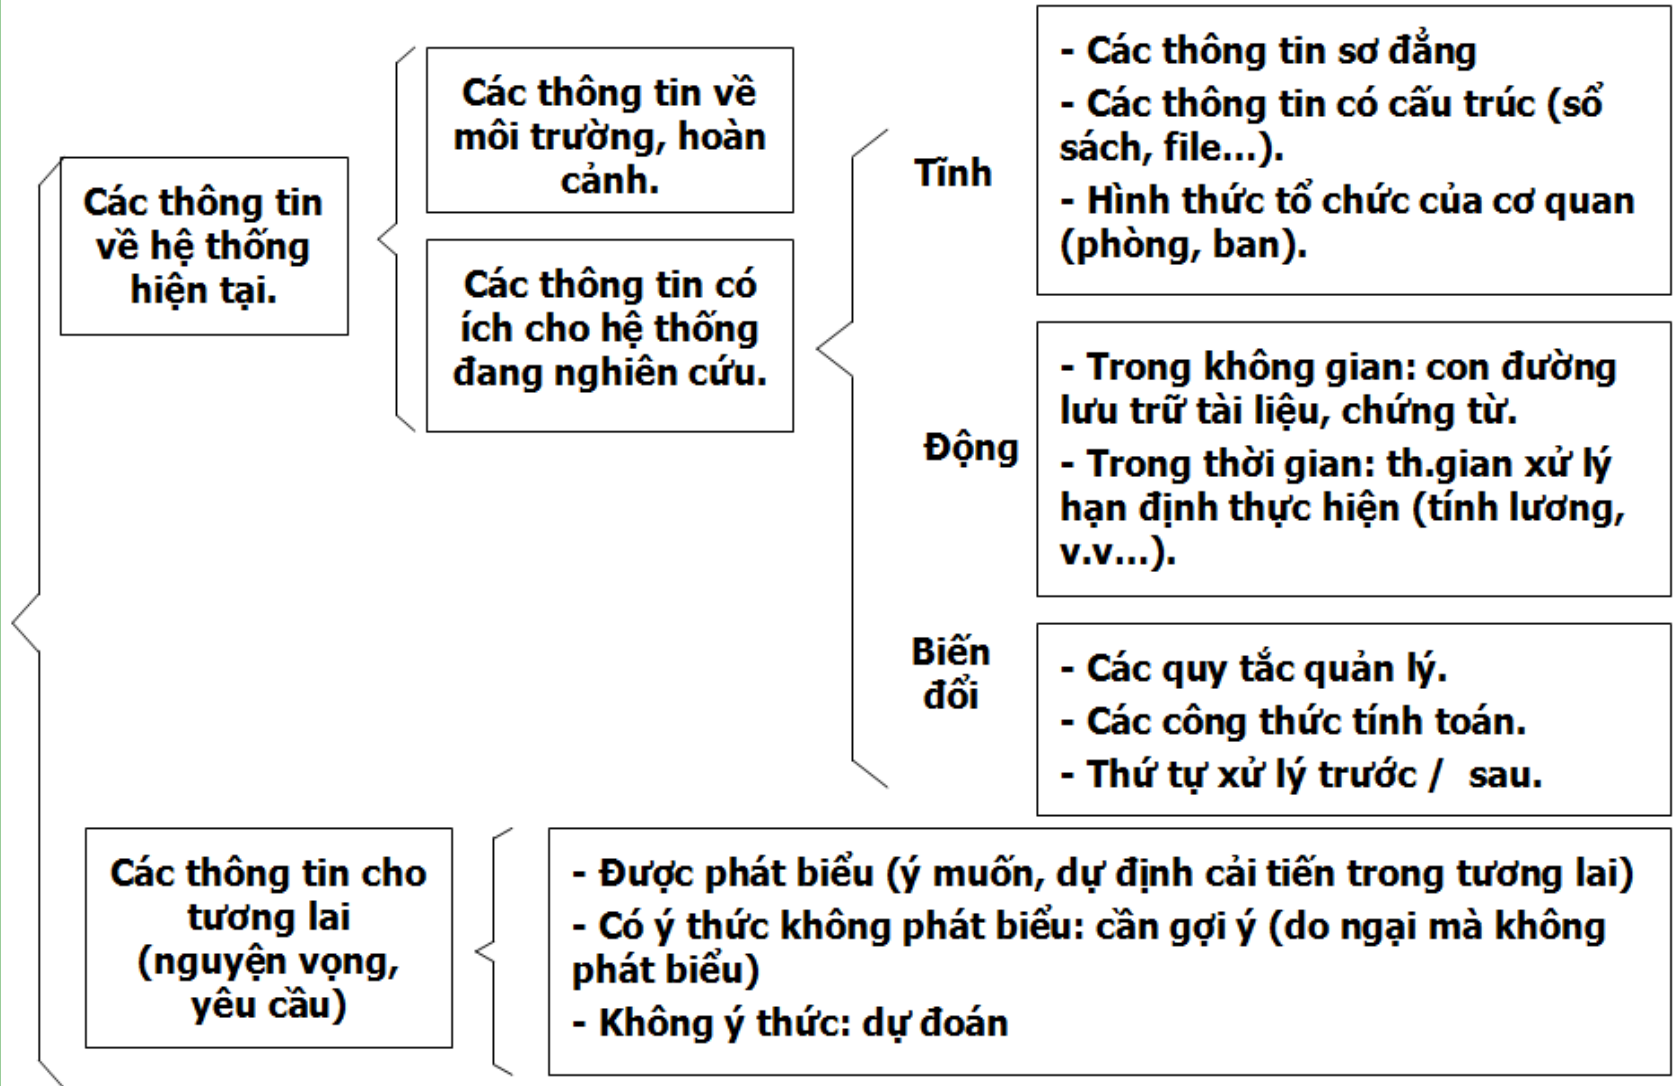 Các thông tin về hệ thống
hiện tại.
Các thông tin về
môi trường, hoàn
cảnh.
Các thông tin có
ích cho hệ thống
đang nghiên cứu.
Tĩnh
- Các thông tin sơ đẳng
- Các thông tin có cấu trúc (sổ
sách, file...).
- Hình thức tổ chức của cơ quan
(phòng, ban).
Động
- Trong không gian: con đường
lưu trữ tài liệu, chứng từ.
- Trong thời gian: th.gian xử lý
hạn định thực hiện (tính lương,
v.v...).
Biến
đổi
- Các quy tắc quản lý.
- Các công thức tính toán.
- Thứ tự xử lý trước / sau.
Các thông tin cho
tương lai
(nguyện vọng,
yêu cầu)
- Được phát biểu (ý muốn, dự định cải tiến trong tương lai)
- Có ý thức không phát biểu: cần gợi ý (do ngại mà không
phát biểu)
- Không ý thức: dự đoán